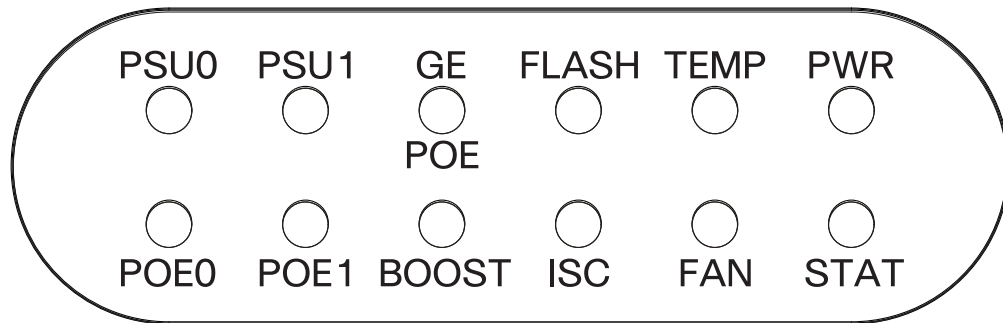 PSU0 PSU1 GE FLASH TEMP PWR
POE
POE0 POE1 BOOST ISC FAN STAT